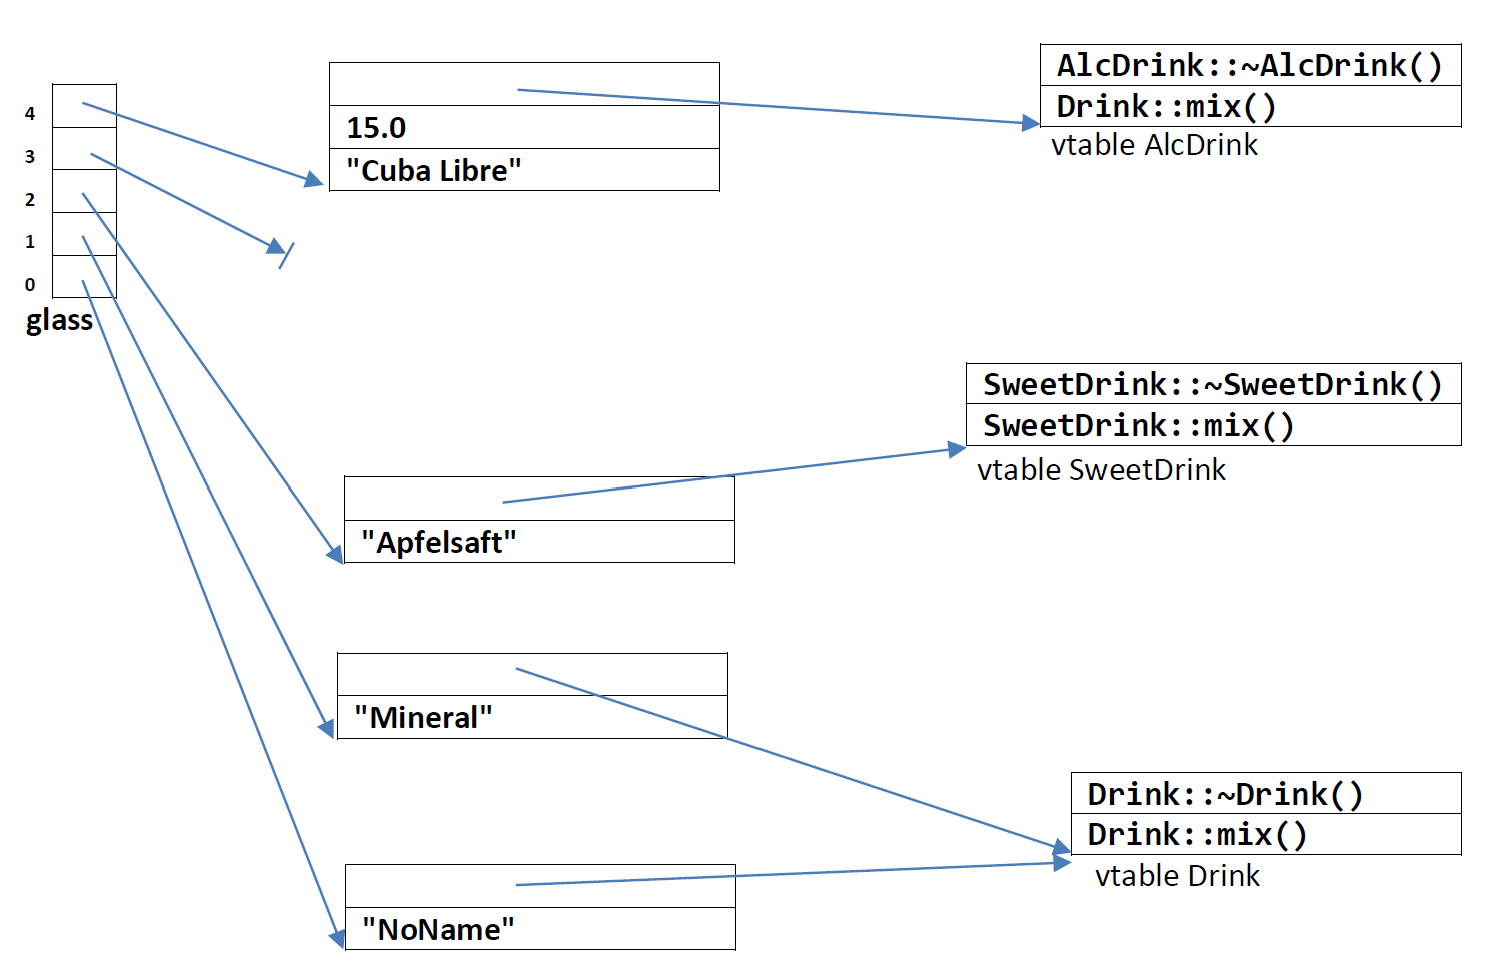 4
3
2
1
0
glass
15.0
"Cuba Libre"
AlcDrink::~AlcDrink()
Drink::mix()
vtable AlcDrink
SweetDrink::~SweetDrink()
SweetDrink::mix()
vtable SweetDrink
"Apfelsaft"
"Mineral"
Drink::~Drink()
Drink::mix()
vtable Drink
"NoName"